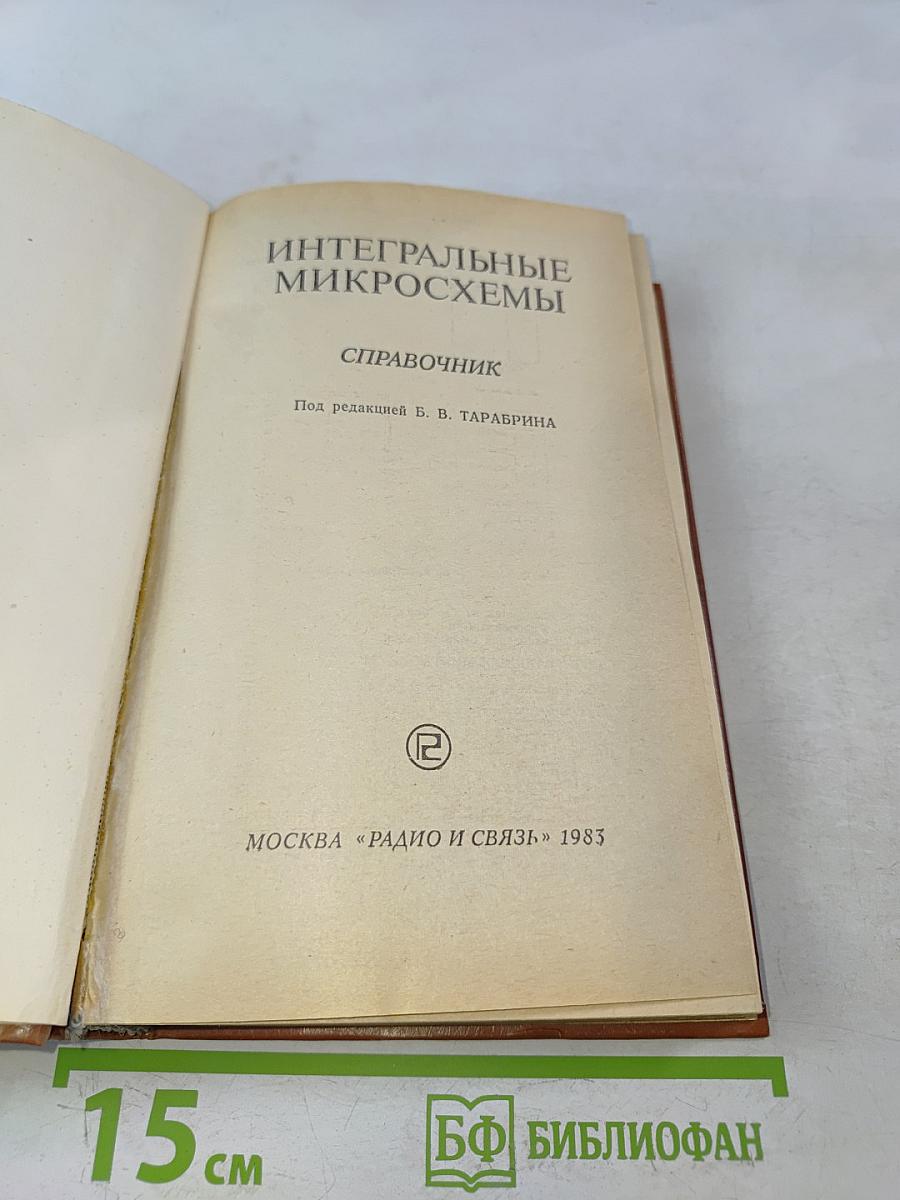 ИНТЕГРАЛЬНЫЕ
МИКРОСХЕМЫ
СПРАВОЧНИК
Под редакцией Б. В. ТАРАБРИНА
МОСКВА «РАДИО И СВЯЗЬ» 1983
15 см
БФ БИБЛИОФАН